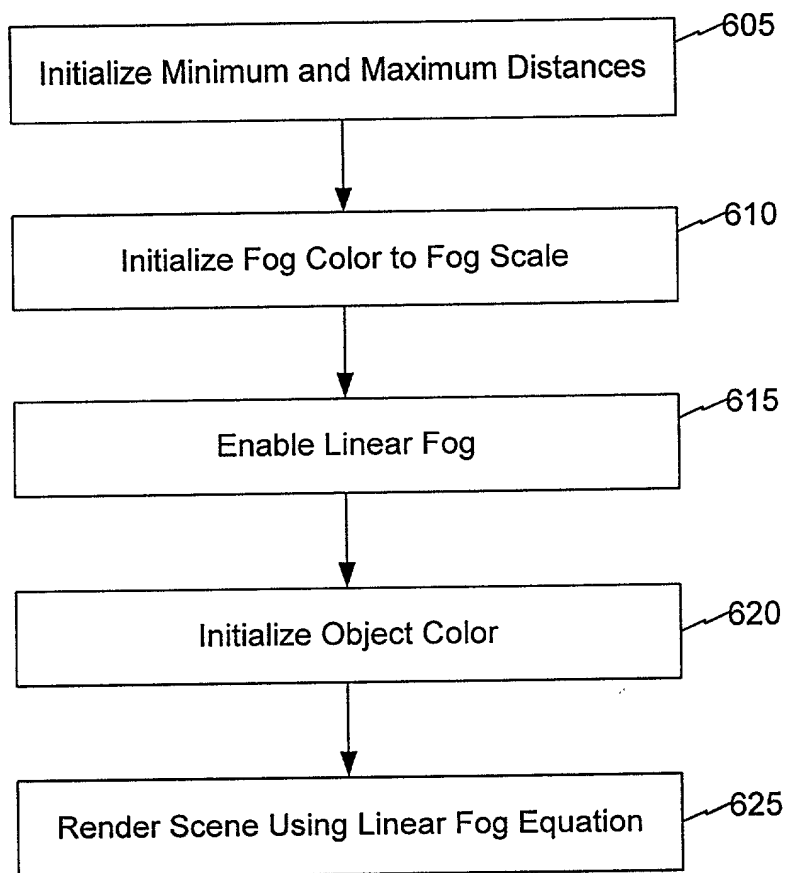 605
Initialize Minimum and Maximum Distances
610
Initialize Fog Color to Fog Scale
615
Enable Linear Fog
620
Initialize Object Color
625
Render Scene Using Linear Fog Equation